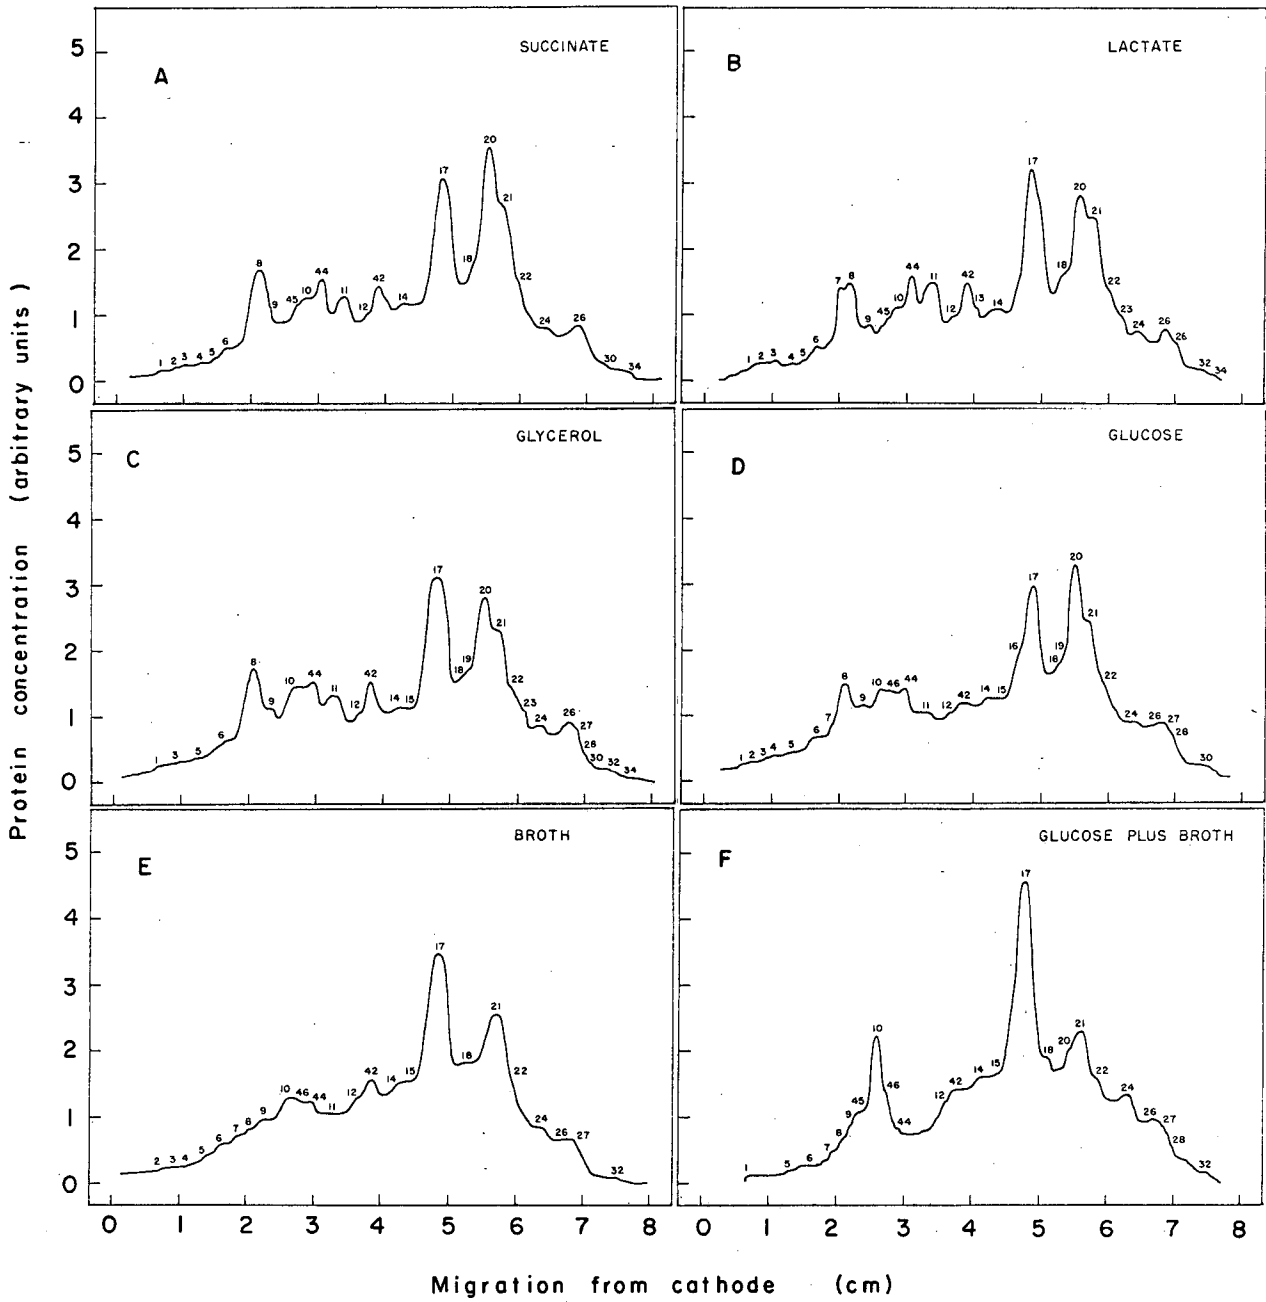 SUCCINATE
A
5
4
3
2
1
0
1 2 3 4 5 6 8 9 45 10 44 11 12 42 14 17 18 20 21 22 24 26 30 34
LACTATE
B
1 2 3 4 5 6 7 8 9 45 10 44 11 12 42 13 14 17 18 20 21 22 23 24 26 26 32 34
GLYCEROL
C
5
4
3
2
1
0
1 3 5 6 8 9 10 44 11 12 42 14 15 17 18 19 20 21 22 23 24 26 27 28 30 32 34
GLUCOSE
D
1 2 3 4 5 6 7 8 9 10 46 44 11 12 42 14 15 16 17 18 19 20 21 22 24 26 27 28 30
BROTH
E
5
4
3
2
1
0
2 3 4 5 6 7 8 9 10 46 44 11 12 42 14 15 17 18 21 22 24 26 27 32
0 1 2 3 4 5 6 7 8
GLUCOSE PLUS BROTH
F
1 5 6 7 8 9 45 10 46 44 12 42 14 15 17 18 20 21 22 24 26 27 28 32
0 1 2 3 4 5 6 7 8
Protein concentration (arbitrary units)
Migration from cathode (cm)